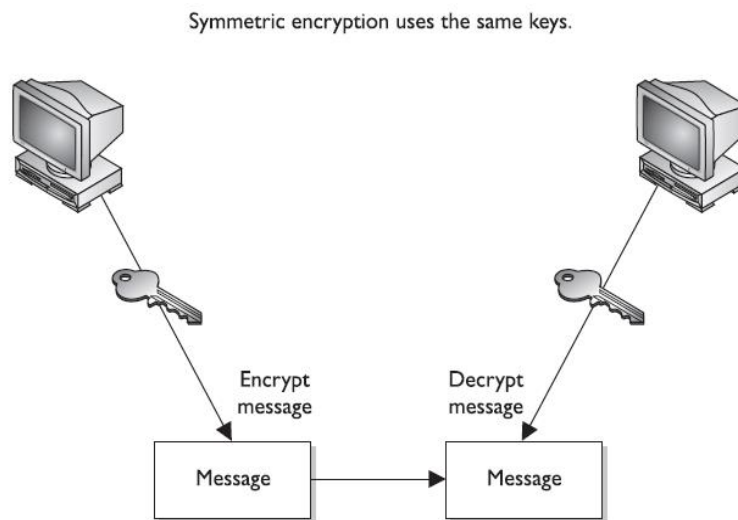 Symmetric encryption uses the same keys.
Encrypt
message
Decrypt
message
Message
Message